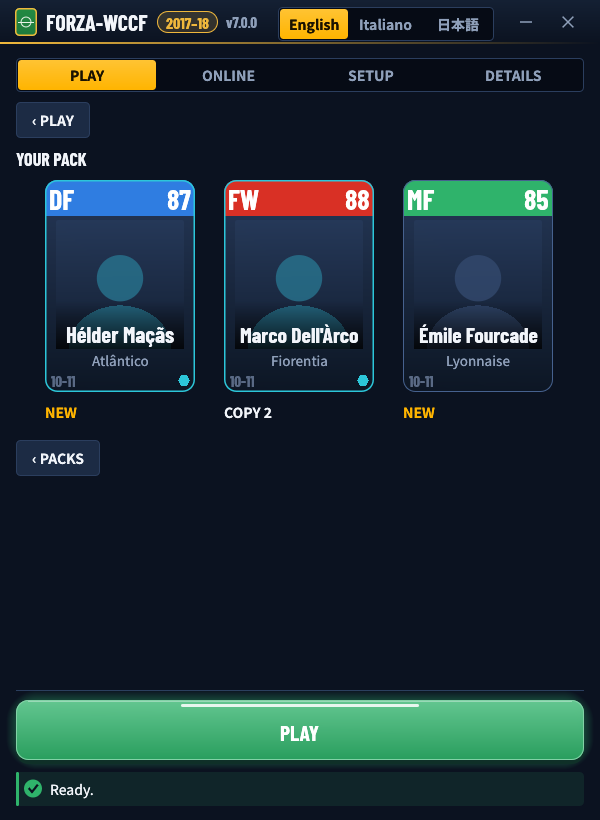 FORZA-WCCF 2017-18 v7.0.0 English Italiano 日本語
PLAY ONLINE SETUP DETAILS
‹ PLAY
YOUR PACK
DF 87
Hélder Maçãs
Atlântico
10-11
NEW
FW 88
Marco Dell'Àrco
Fiorentia
10-11
COPY 2
MF 85
Émile Fourcade
Lyonnaise
10-11
NEW
‹ PACKS
PLAY
Ready.